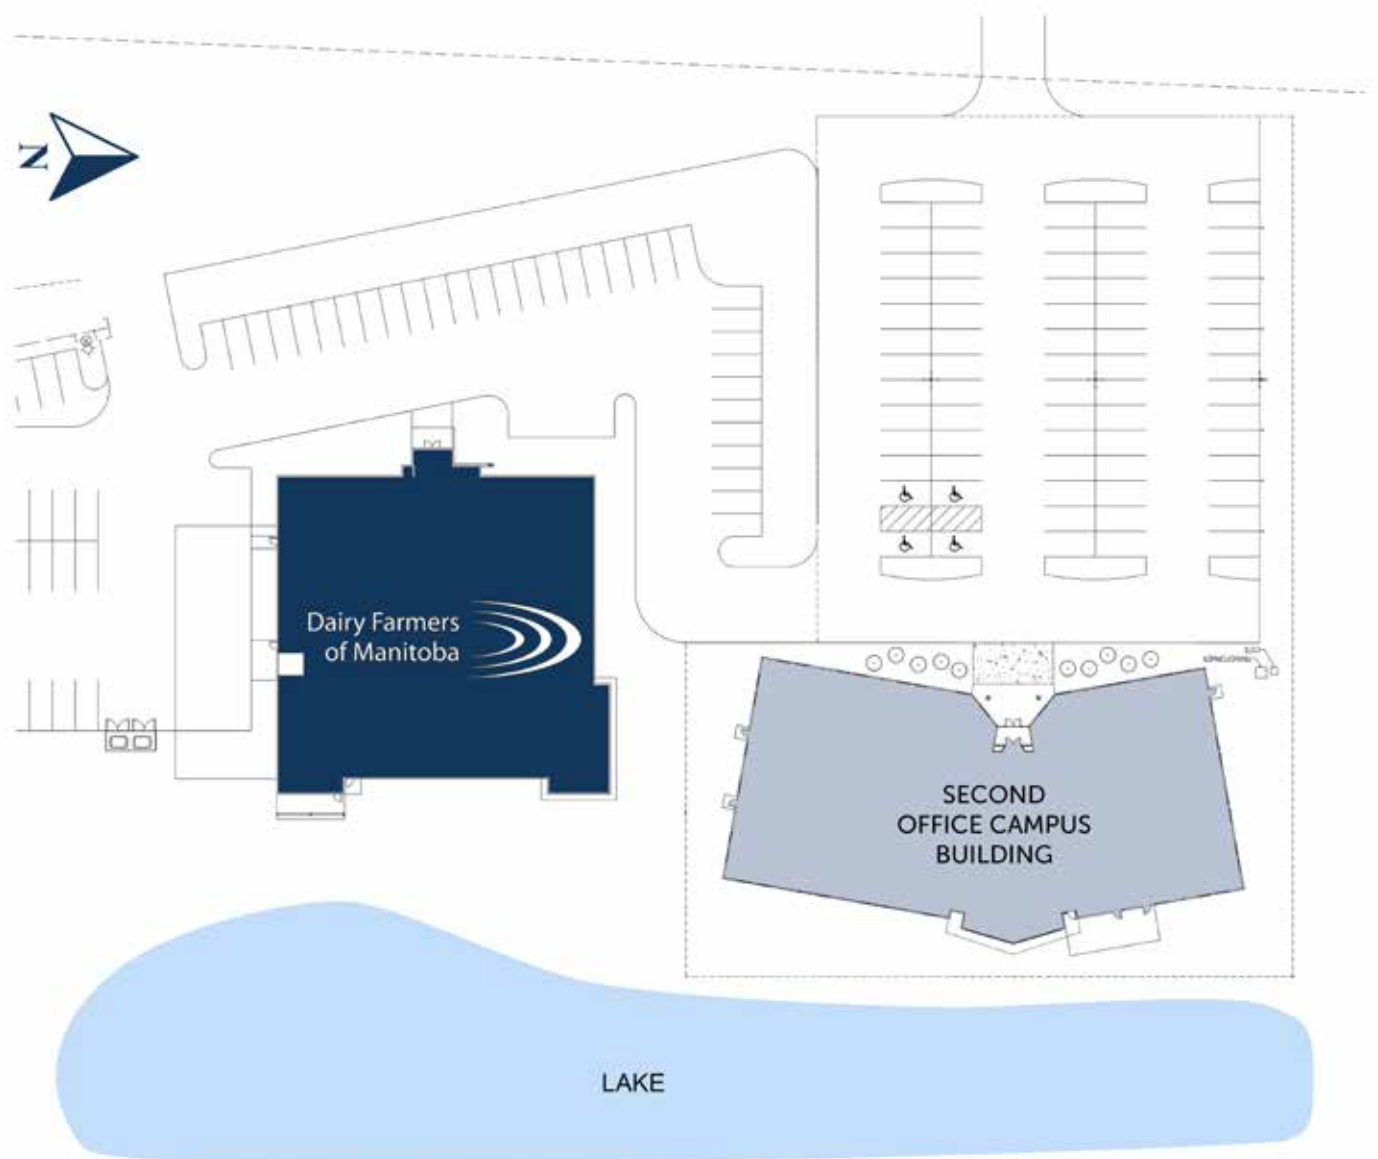 N
Dairy Farmers
of Manitoba
SECOND
OFFICE CAMPUS
BUILDING
LAKE